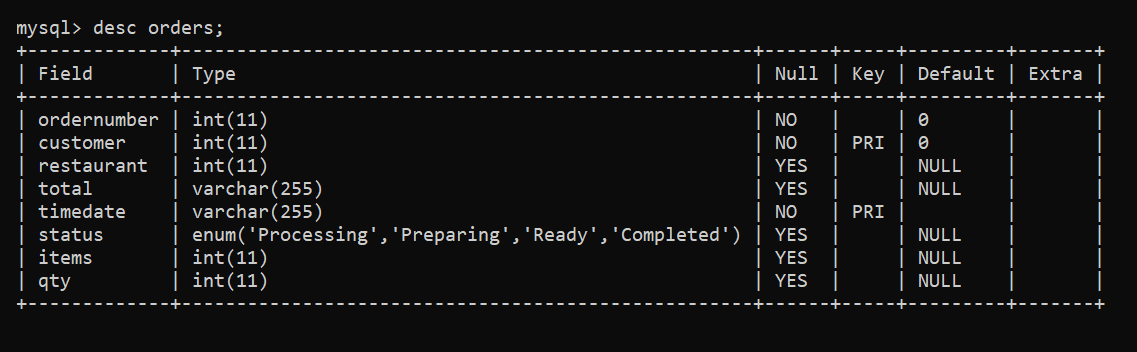 mysql> desc orders;
+-------------+----------------------------------------------------+------+-----+---------+-------+
| Field       | Type                                               | Null | Key | Default | Extra |
+-------------+----------------------------------------------------+------+-----+---------+-------+
| ordernumber | int(11)                                            | NO   |     | 0       |       |
| customer    | int(11)                                            | NO   | PRI | 0       |       |
| restaurant  | int(11)                                            | YES  |     | NULL    |       |
| total       | varchar(255)                                       | YES  |     | NULL    |       |
| timedate    | varchar(255)                                       | NO   | PRI |         |       |
| status      | enum('Processing','Preparing','Ready','Completed') | YES  |     | NULL    |       |
| items       | int(11)                                            | YES  |     | NULL    |       |
| qty         | int(11)                                            | YES  |     | NULL    |       |
+-------------+----------------------------------------------------+------+-----+---------+-------+